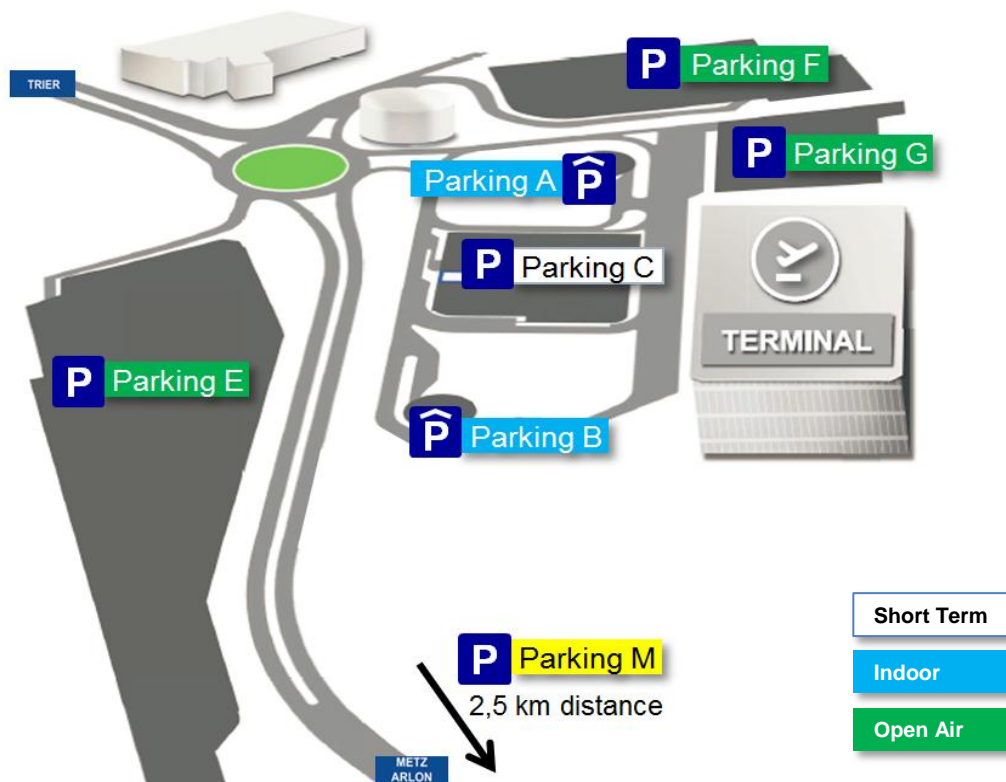 TRIER
P Parking F
P Parking G
Parking A P
P Parking C
TERMINAL
P Parking E
P Parking B
P Parking M
2,5 km distance
METZ
ARLON
Short Term
Indoor
Open Air